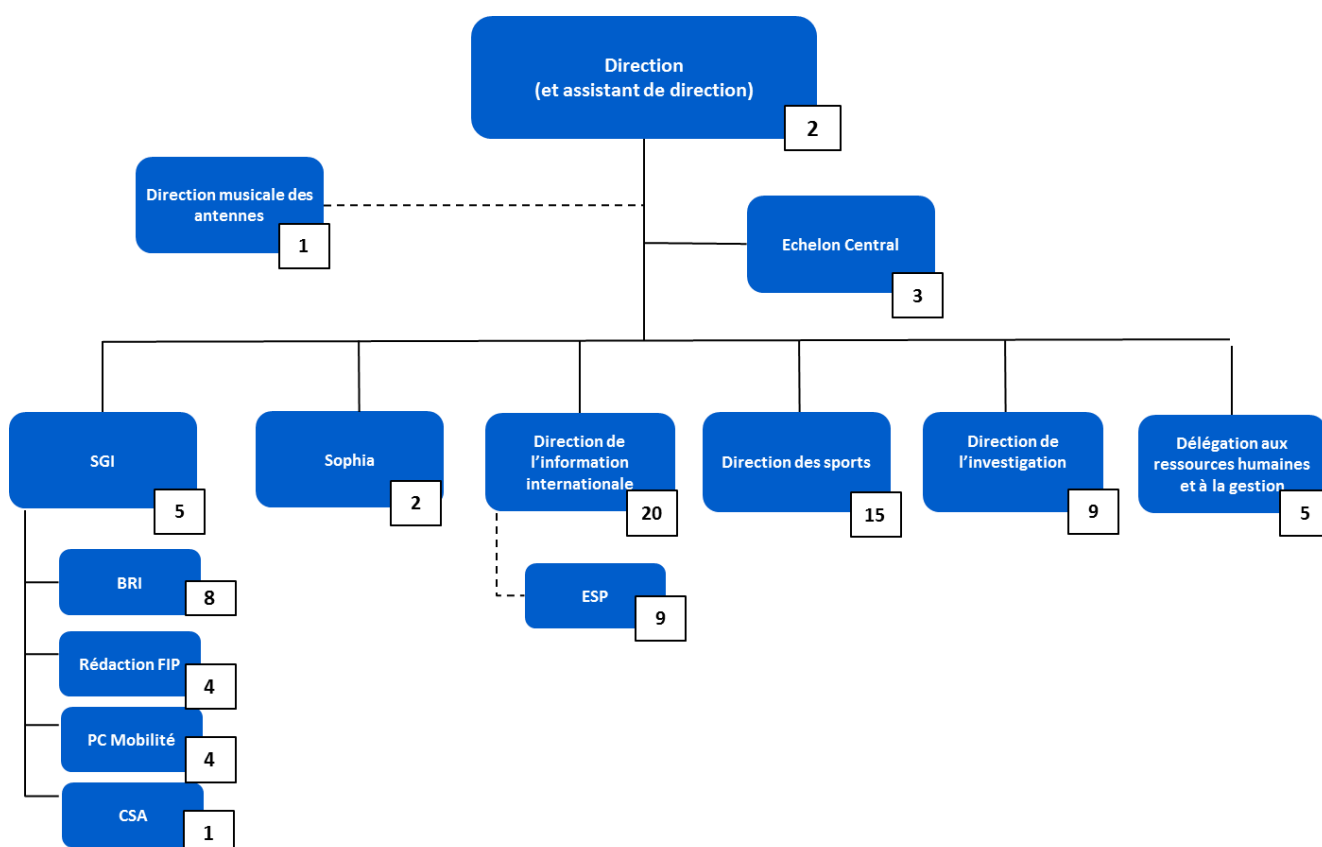 Direction
(et assistant de direction)
2
Direction musicale des
antennes
1
Echelon Central
3
SGI
5
Sophia
2
Direction de
l'information
internationale
20
Direction des sports
15
Direction de
l'investigation
9
Délégation aux
ressources humaines
et à la gestion
5
BRI
8
ESP
9
Rédaction FIP
4
PC Mobilité
4
CSA
1